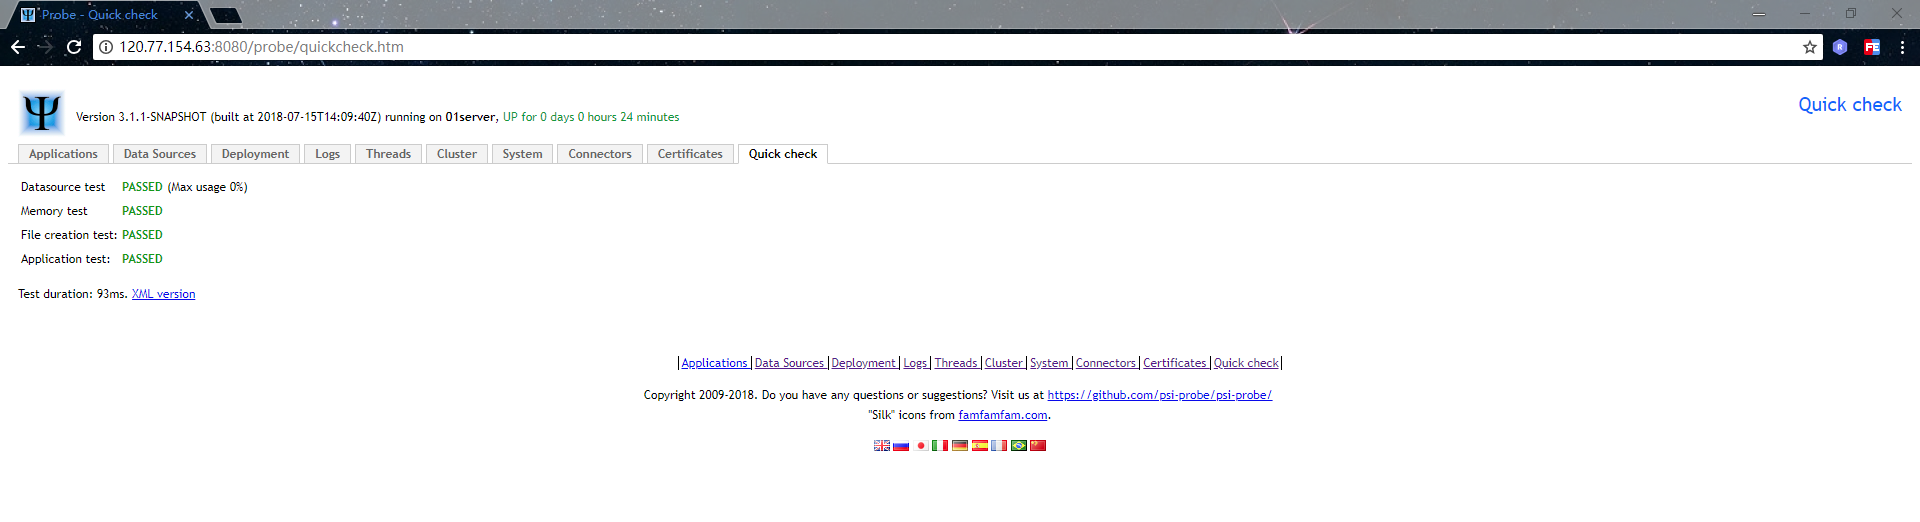 Probe - Quick check
120.77.154.63:8080/probe/quickcheck.htm
Version 3.1.1-SNAPSHOT (built at 2018-07-15T14:09:40Z) running on 01server, UP for 0 days 0 hours 24 minutes
Quick check
Applications Data Sources Deployment Logs Threads Cluster System Connectors Certificates Quick check
Datasource test PASSED (Max usage 0%)
Memory test PASSED
File creation test: PASSED
Application test: PASSED
Test duration: 93ms. XML version
| Applications | Data Sources | Deployment | Logs | Threads | Cluster | System | Connectors | Certificates | Quick check |
Copyright 2009-2018. Do you have any questions or suggestions? Visit us at https://github.com/psi-probe/psi-probe/
"Silk" icons from famfamfam.com.